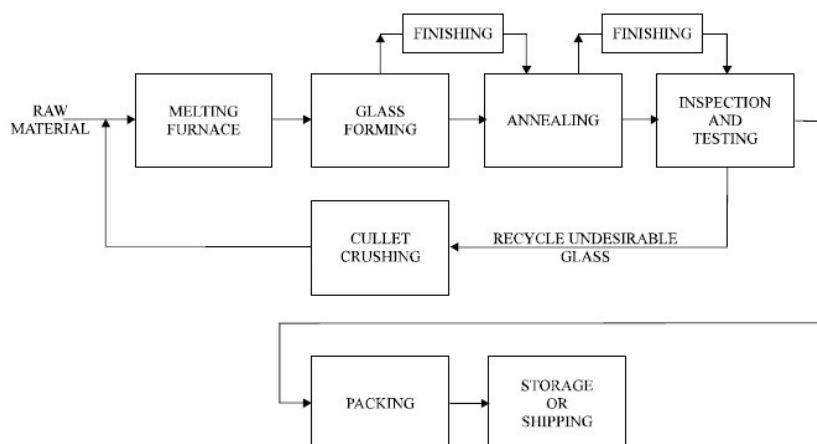 FINISHING
FINISHING
RAW
MATERIAL
MELTING
FURNACE
GLASS
FORMING
ANNEALING
INSPECTION
AND
TESTING
CULLET
CRUSHING
RECYCLE UNDESIRABLE
GLASS
PACKING
STORAGE
OR
SHIPPING